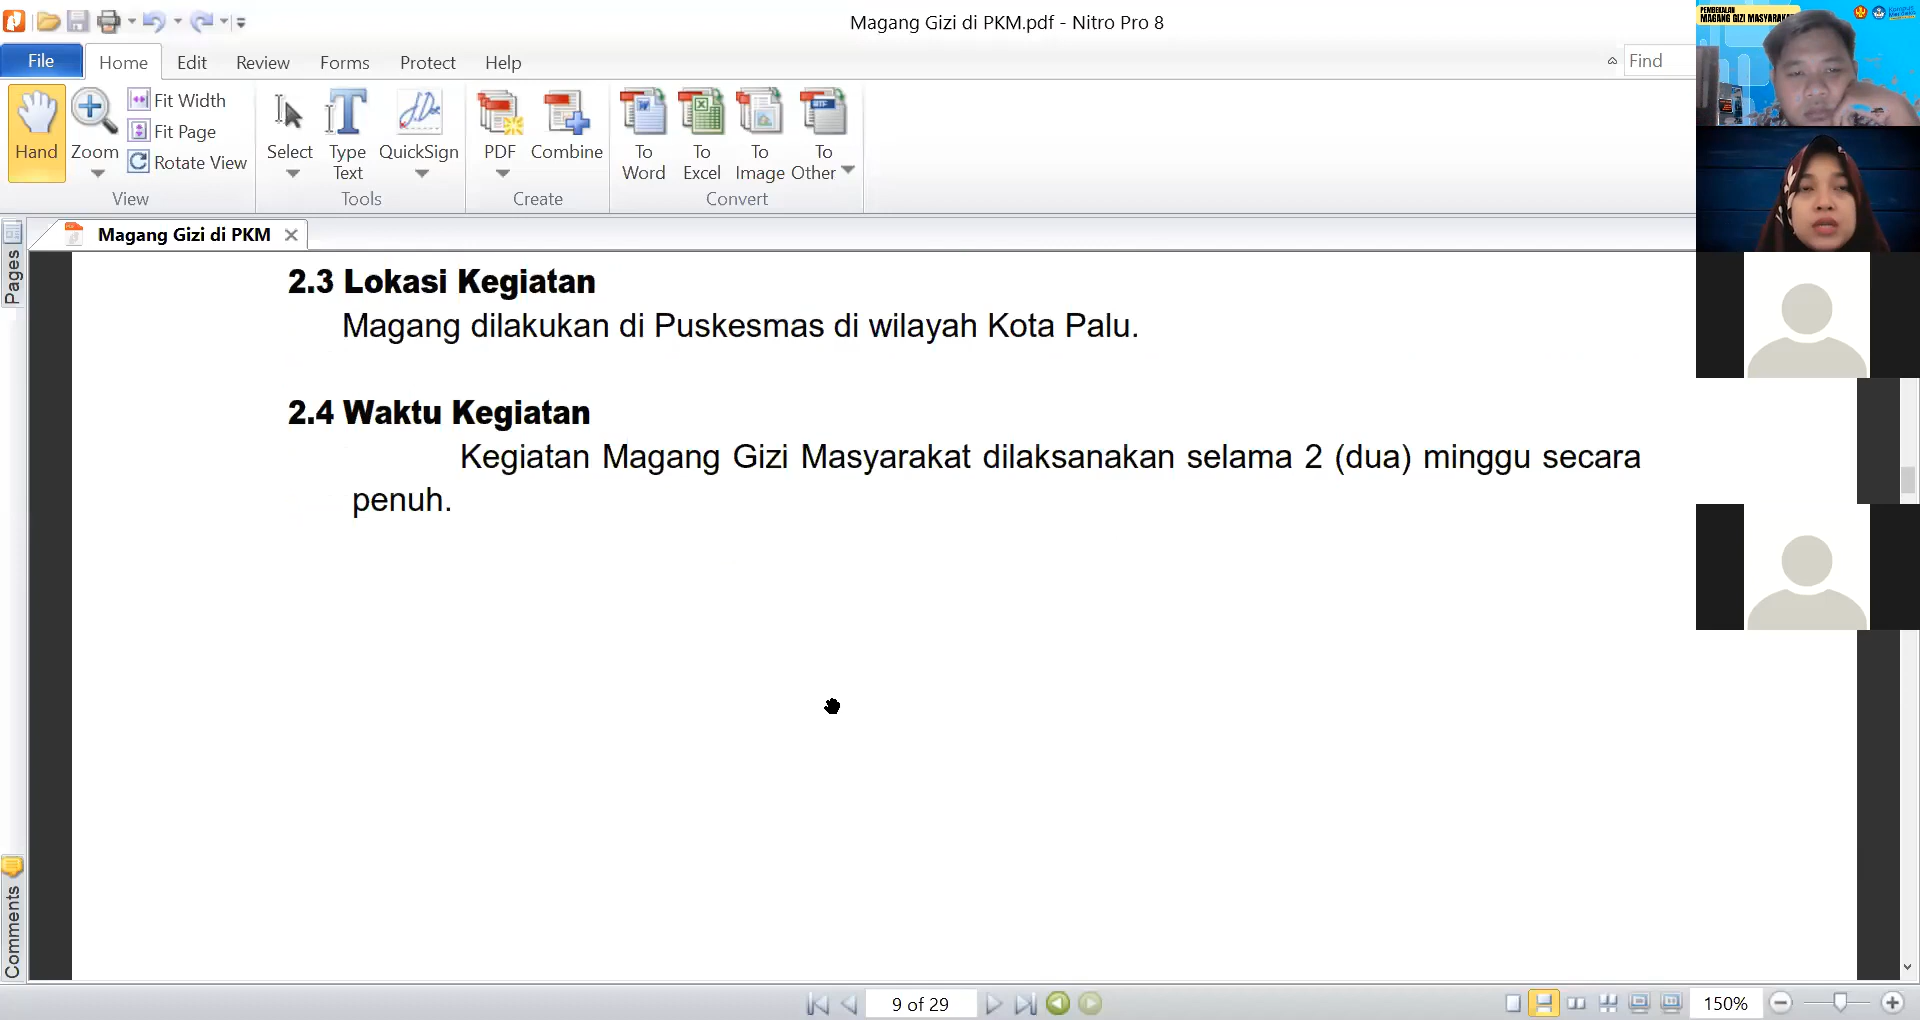 Magang Gizi di PKM.pdf - Nitro Pro 8
PEMBEKALAN
MAGANG GIZI MASYARAKAT
File Home Edit Review Forms Protect Help
Find
Hand
Zoom
Fit Width
Fit Page
Rotate View
View
Select
Type Text
QuickSign
Tools
PDF
Combine
Create
To Word
To Excel
To Image
To Other
Convert
Magang Gizi di PKM
Pages
2.3 Lokasi Kegiatan
Magang dilakukan di Puskesmas di wilayah Kota Palu.
2.4 Waktu Kegiatan
Kegiatan Magang Gizi Masyarakat dilaksanakan selama 2 (dua) minggu secara
penuh.
Comments
9 of 29
150%